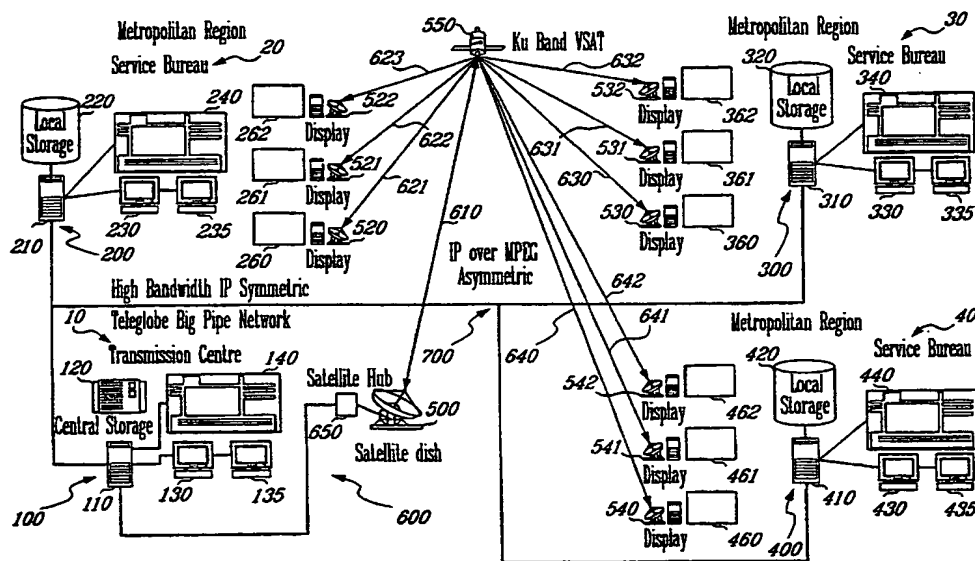 550
Ku Band VSAT
Metropolitan Region
Service Bureau
20
Metropolitan Region
Service Bureau
30
220
Local
Storage
240
210
200
230
235
262
522
Display
623
622
261
521
Display
621
260
520
Display
610
632
532
Display
362
631
531
Display
361
630
530
Display
360
320
Local
Storage
340
310
300
330
335
IP over MPEG
Asymmetric
High Bandwidth IP Symmetric
Teleglobe Big Pipe Network
700
642
641
640
10
Transmission Centre
120
Central Storage
140
110
100
130
135
Satellite Hub
650
500
Satellite dish
600
542
Display
462
541
Display
461
540
Display
460
Metropolitan Region
Service Bureau
40
420
Local
Storage
440
410
400
430
435